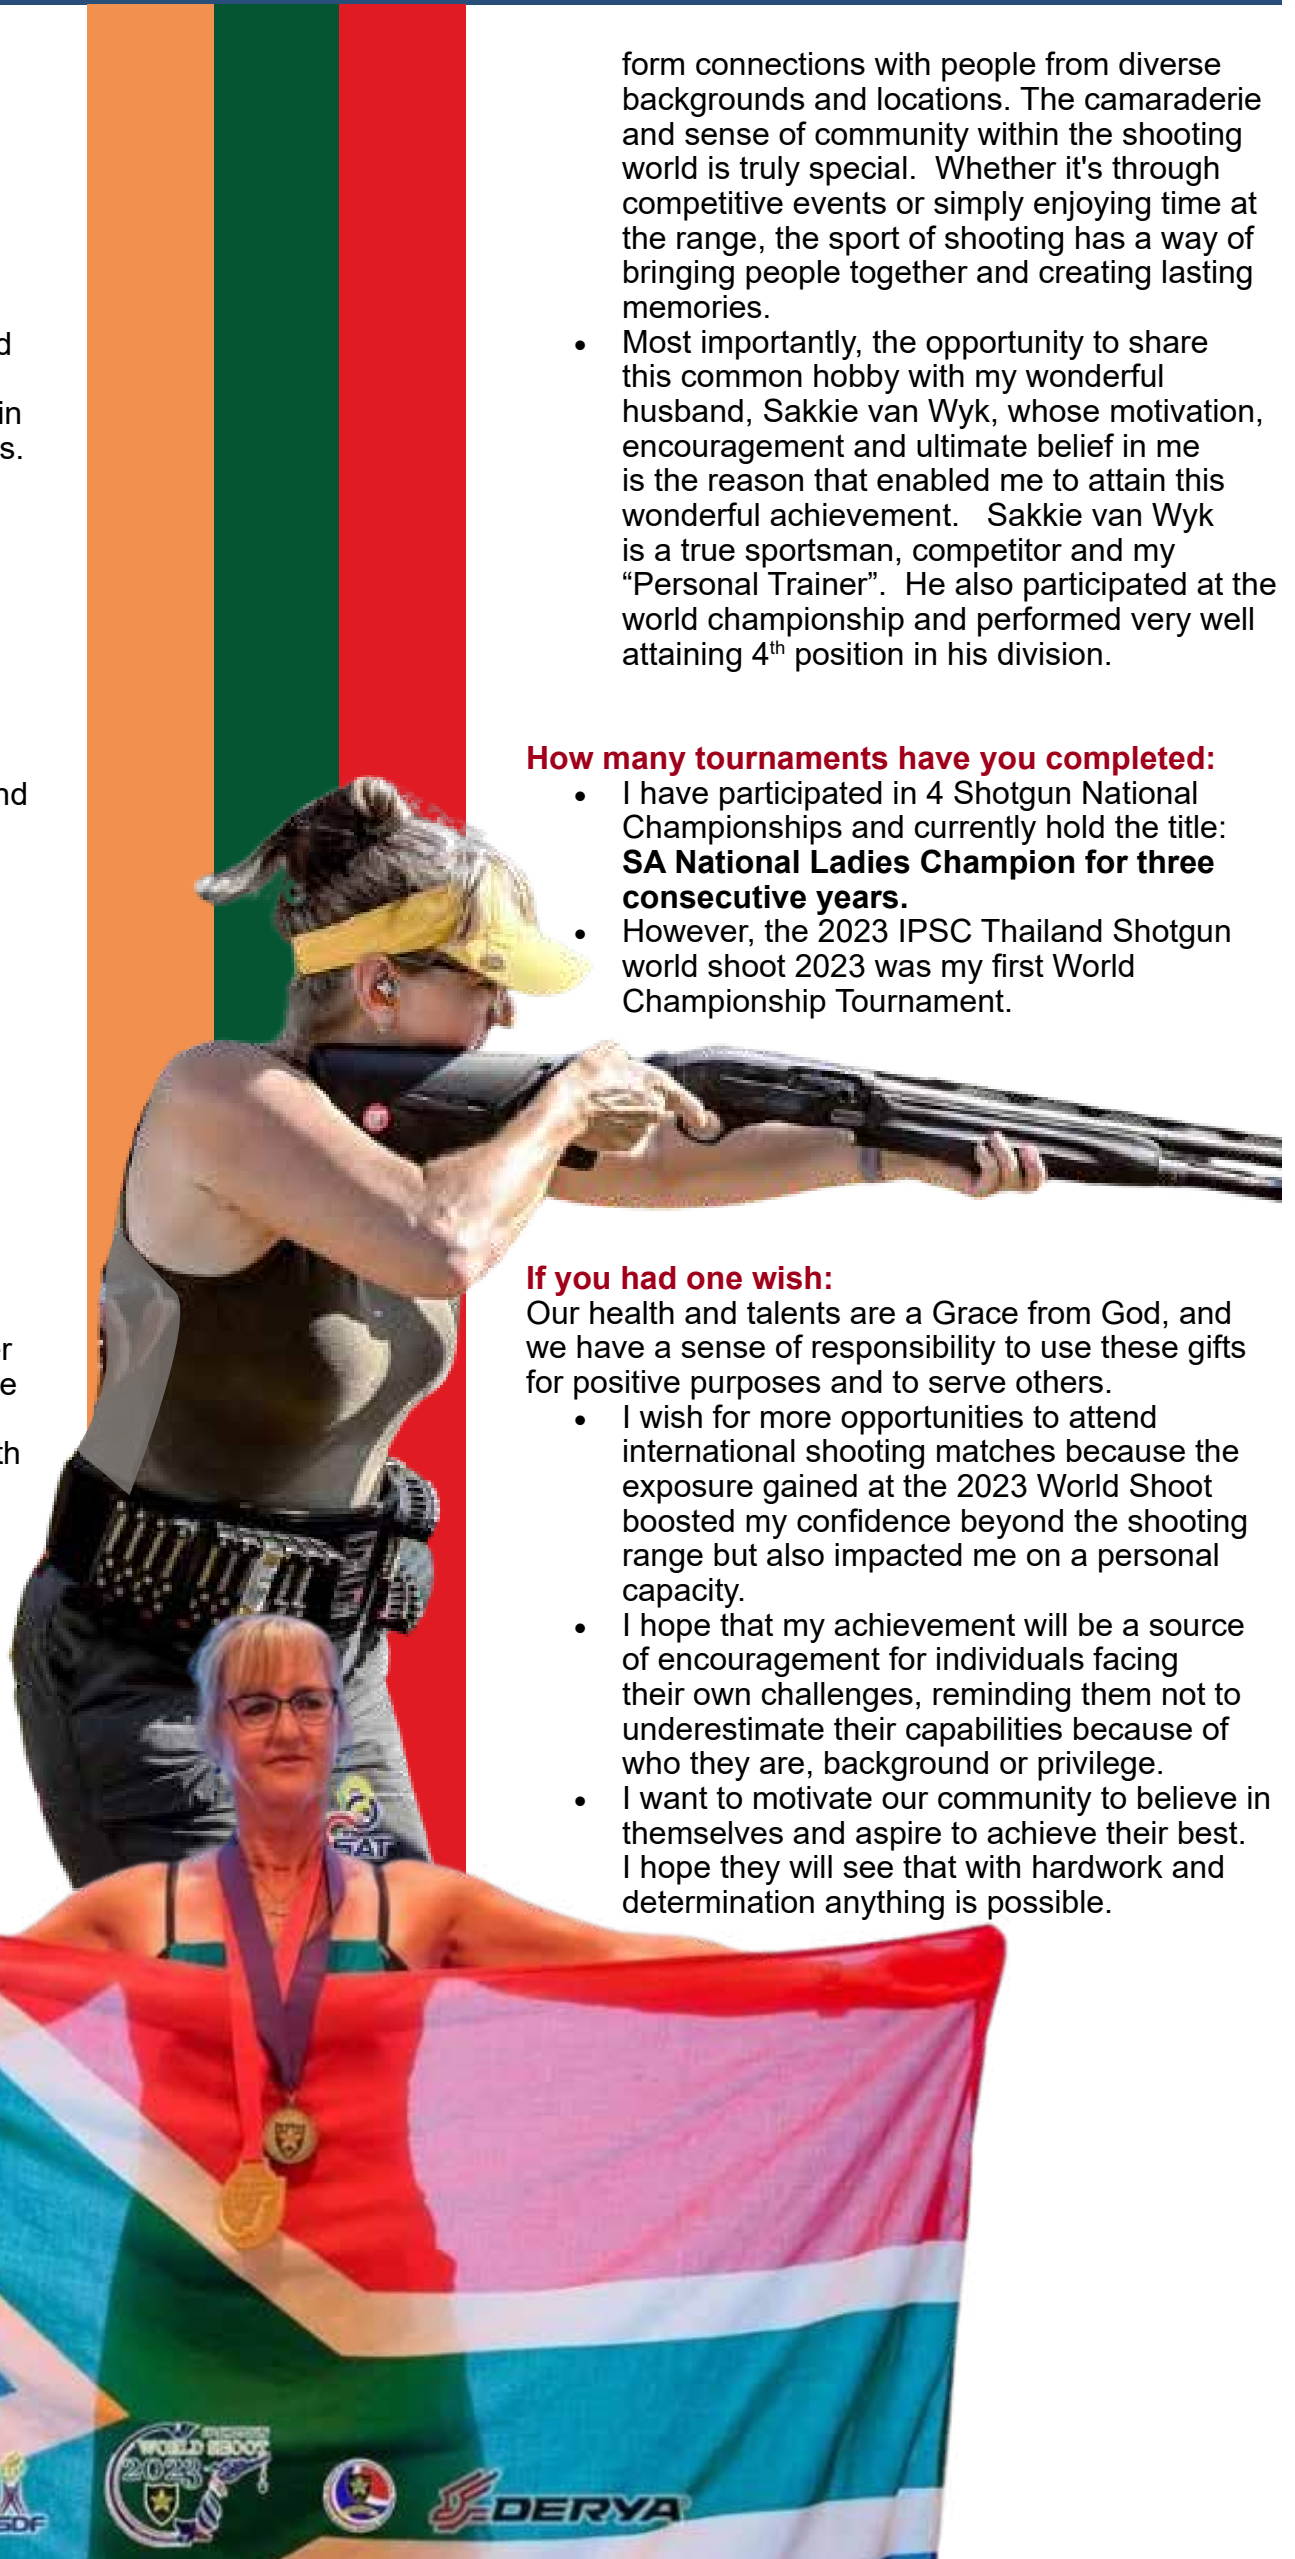 d
in
s.
nd
r
e
th
form connections with people from diverse
backgrounds and locations. The camaraderie
and sense of community within the shooting
world is truly special.  Whether it's through
competitive events or simply enjoying time at
the range, the sport of shooting has a way of
bringing people together and creating lasting
memories.
• Most importantly, the opportunity to share
this common hobby with my wonderful
husband, Sakkie van Wyk, whose motivation,
encouragement and ultimate belief in me
is the reason that enabled me to attain this
wonderful achievement.   Sakkie van Wyk
is a true sportsman, competitor and my
“Personal Trainer”.  He also participated at the
world championship and performed very well
attaining 4th position in his division.
How many tournaments have you completed:
• I have participated in 4 Shotgun National
Championships and currently hold the title:
SA National Ladies Champion for three
consecutive years.
• However, the 2023 IPSC Thailand Shotgun
world shoot 2023 was my first World
Championship Tournament.
If you had one wish:
Our health and talents are a Grace from God, and
we have a sense of responsibility to use these gifts
for positive purposes and to serve others.
• I wish for more opportunities to attend
international shooting matches because the
exposure gained at the 2023 World Shoot
boosted my confidence beyond the shooting
range but also impacted me on a personal
capacity.
• I hope that my achievement will be a source
of encouragement for individuals facing
their own challenges, reminding them not to
underestimate their capabilities because of
who they are, background or privilege.
• I want to motivate our community to believe in
themselves and aspire to achieve their best.
I hope they will see that with hardwork and
determination anything is possible.
SAT
WORLD SHOOT
2023
DERYA